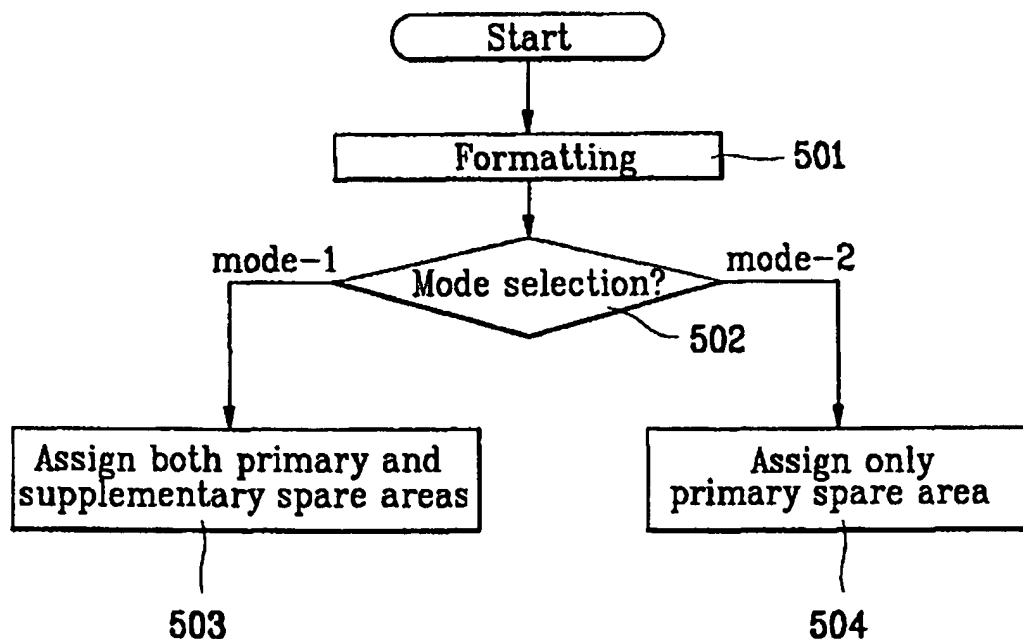 Start
Formatting
501
mode-1
mode-2
Mode selection?
502
Assign both primary and
supplementary spare areas
Assign only
primary spare area
503
504